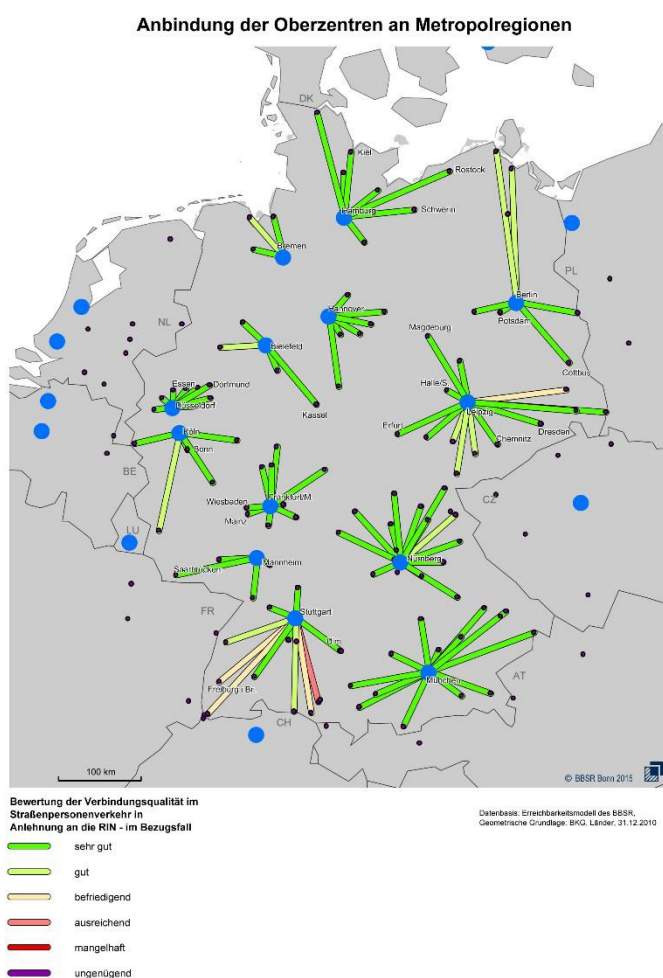 Anbindung der Oberzentren an Metropolregionen
DK
Kiel
Rostock
Hamburg
Schwerin
Bremen
PL
Berlin
Hannover
NL
Potsdam
Magdeburg
Bielefeld
Cottbus
Halle/S.
Essen
Dortmund
Düsseldorf
Kassel
Leipzig
Erfurt
Dresden
Chemnitz
Köln
Bonn
BE
CZ
Wiesbaden
Frankfurt/M
Mainz
LU
Nürnberg
Mannheim
Saarbrücken
FR
Stuttgart
Ulm
München
AT
Freiburg i.Br.
CH
100 km
© BBSR Bonn 2015
Bewertung der Verbindungsqualität im
Straßenpersonenverkehr in
Anlehnung an die RIN - im Bezugsfall
Datenbasis: Erreichbarkeitsmodell des BBSR,
Geometrische Grundlage: BKG, Länder, 31.12.2010
sehr gut
gut
befriedigend
ausreichend
mangelhaft
ungenügend